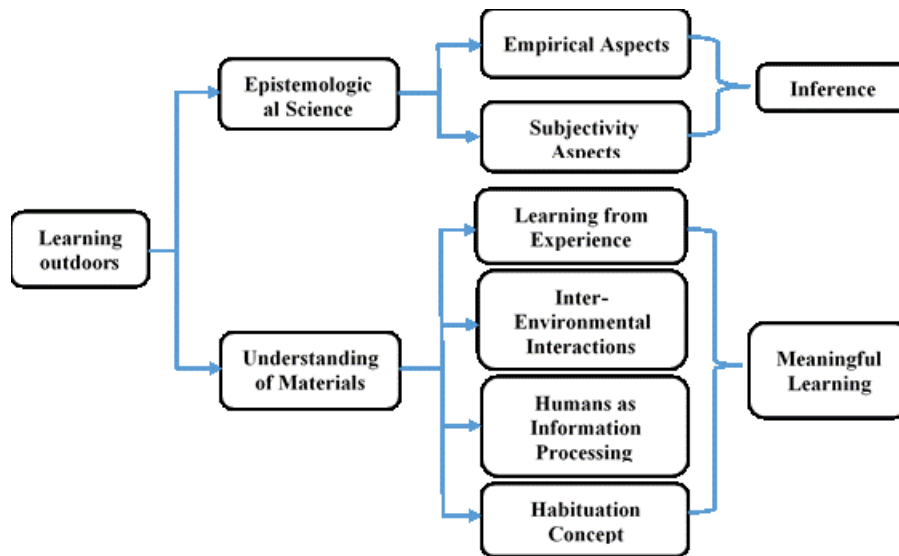 Empirical Aspects
Epistemologic
al Science
Inference
Subjectivity
Aspects
Learning from
Experience
Learning
outdoors
Inter-
Environmental
Interactions
Understanding
of Materials
Meaningful
Learning
Humans as
Information
Processing
Habituation
Concept